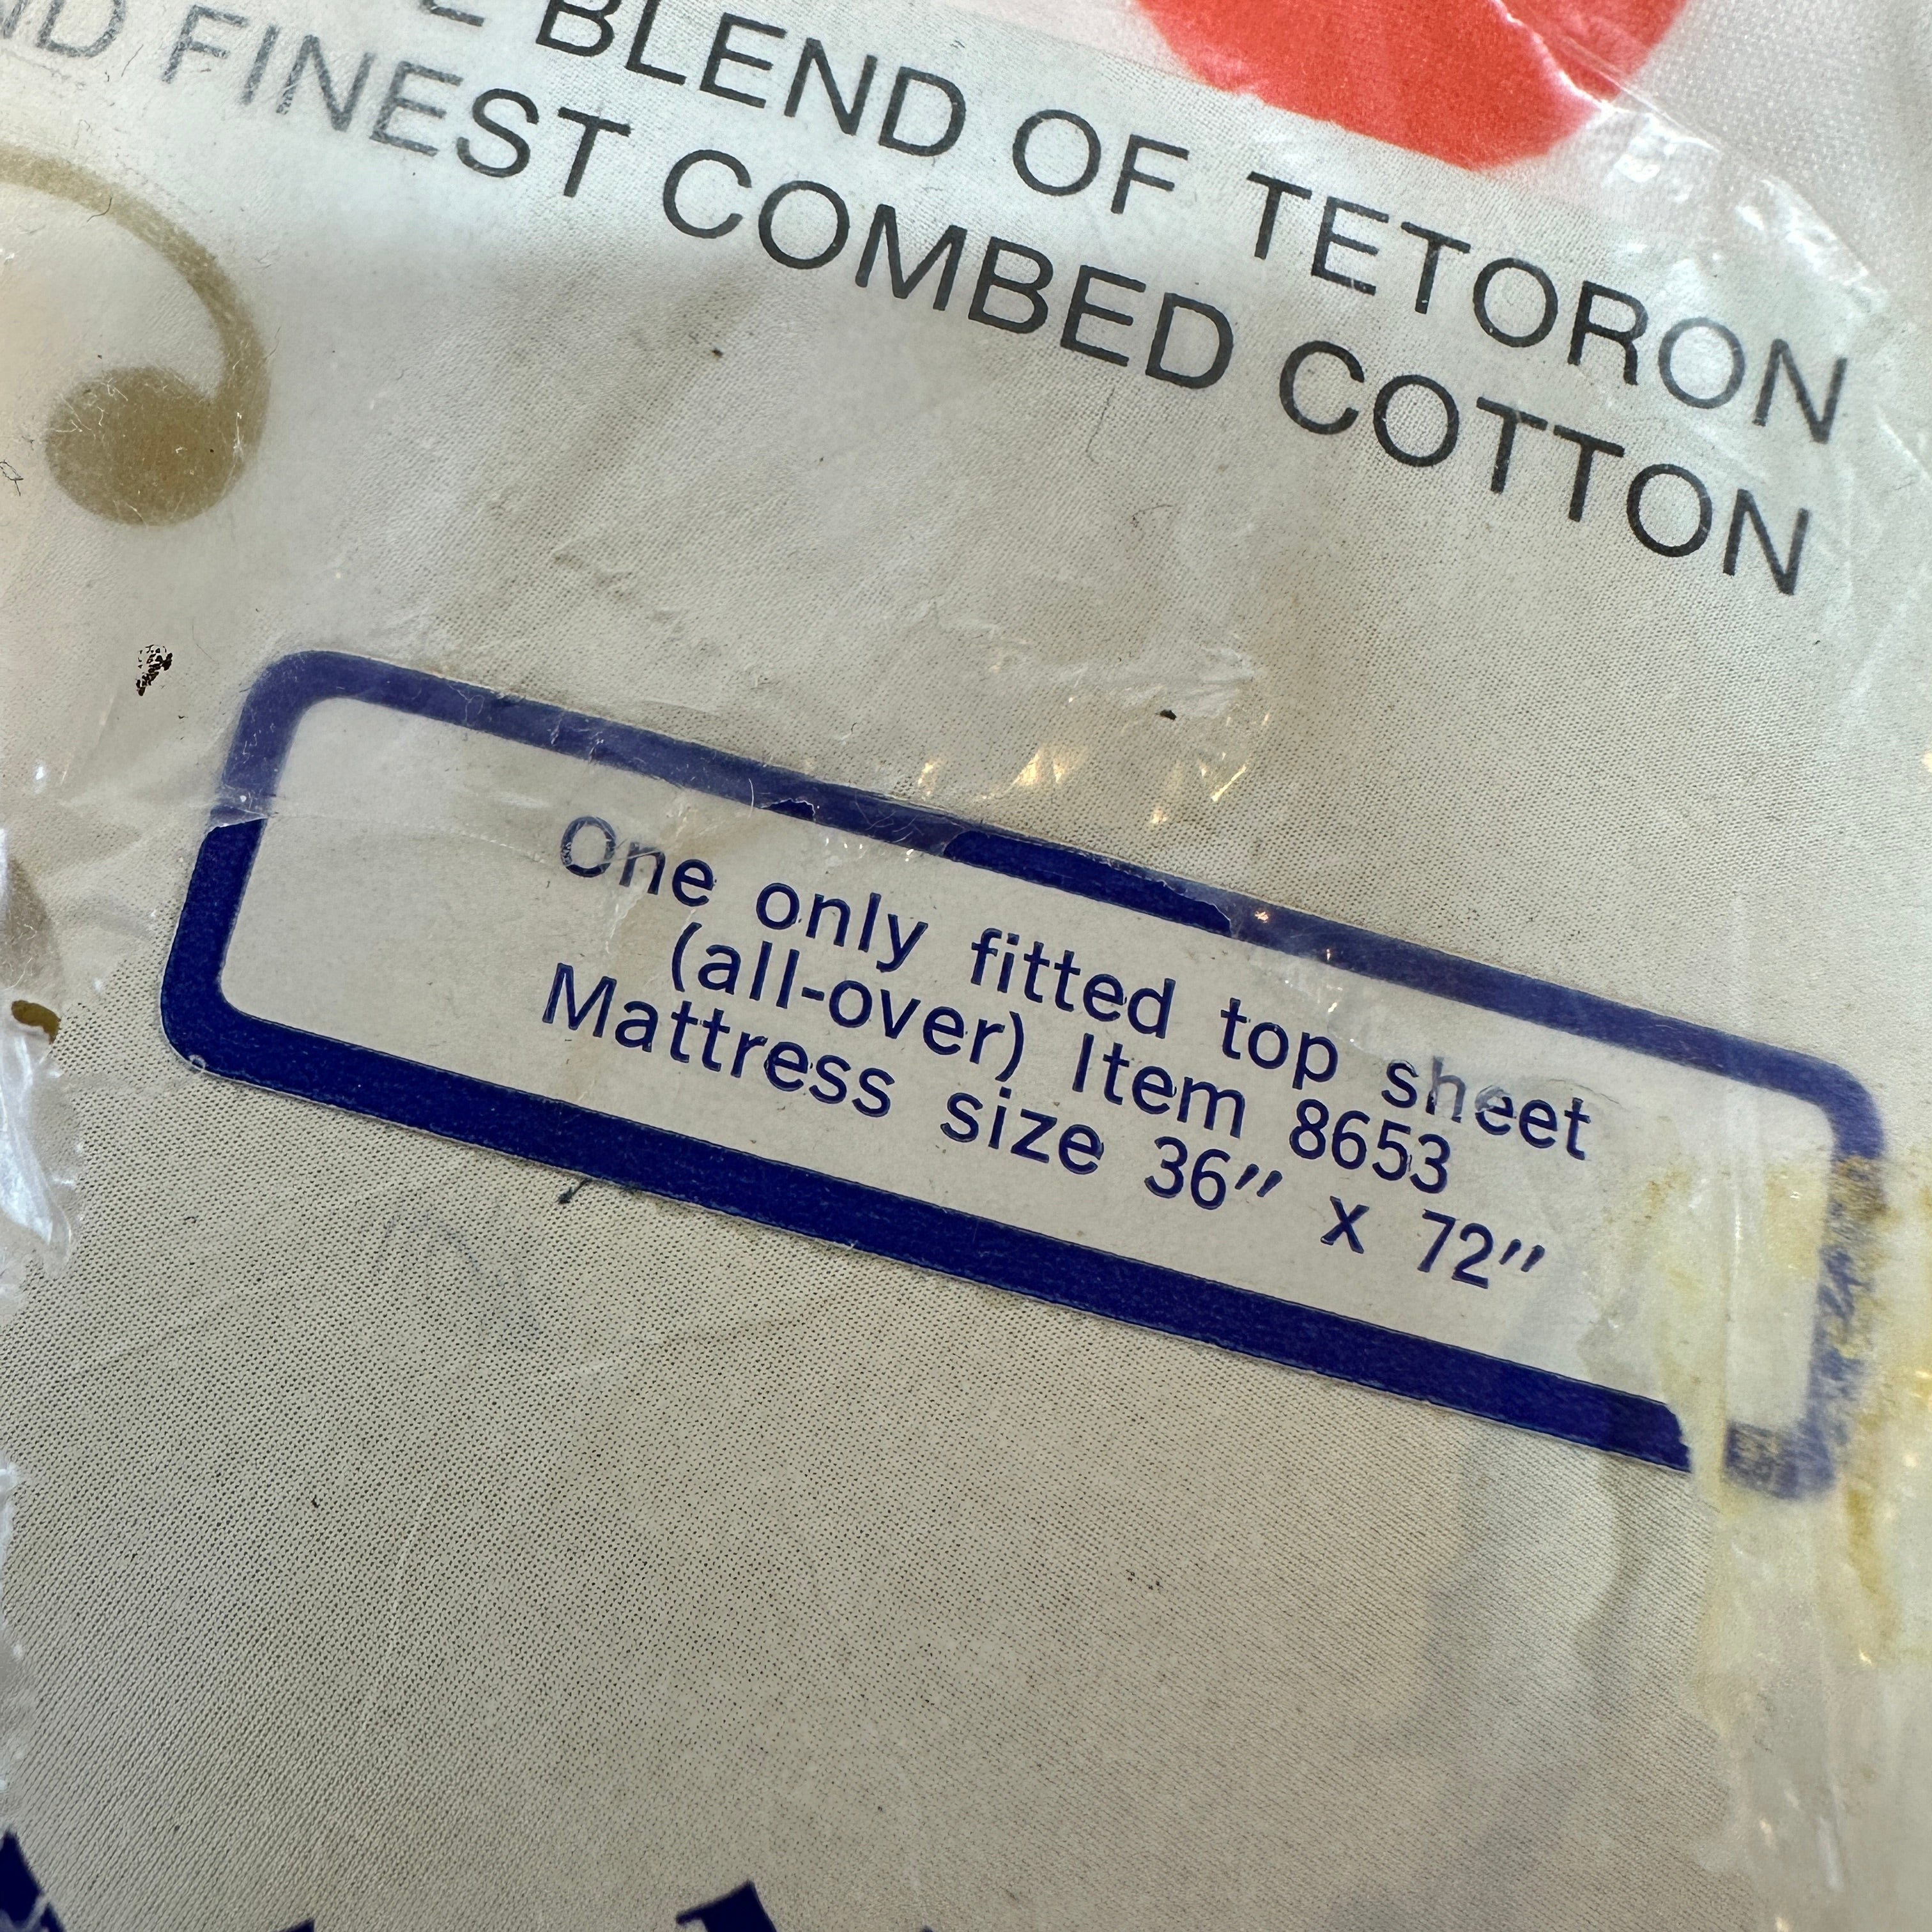 BLEND OF TETORON
FINEST COMBED COTTON
One only fitted top sheet
(all-over) Item 8653
Mattress size 36" X 72"